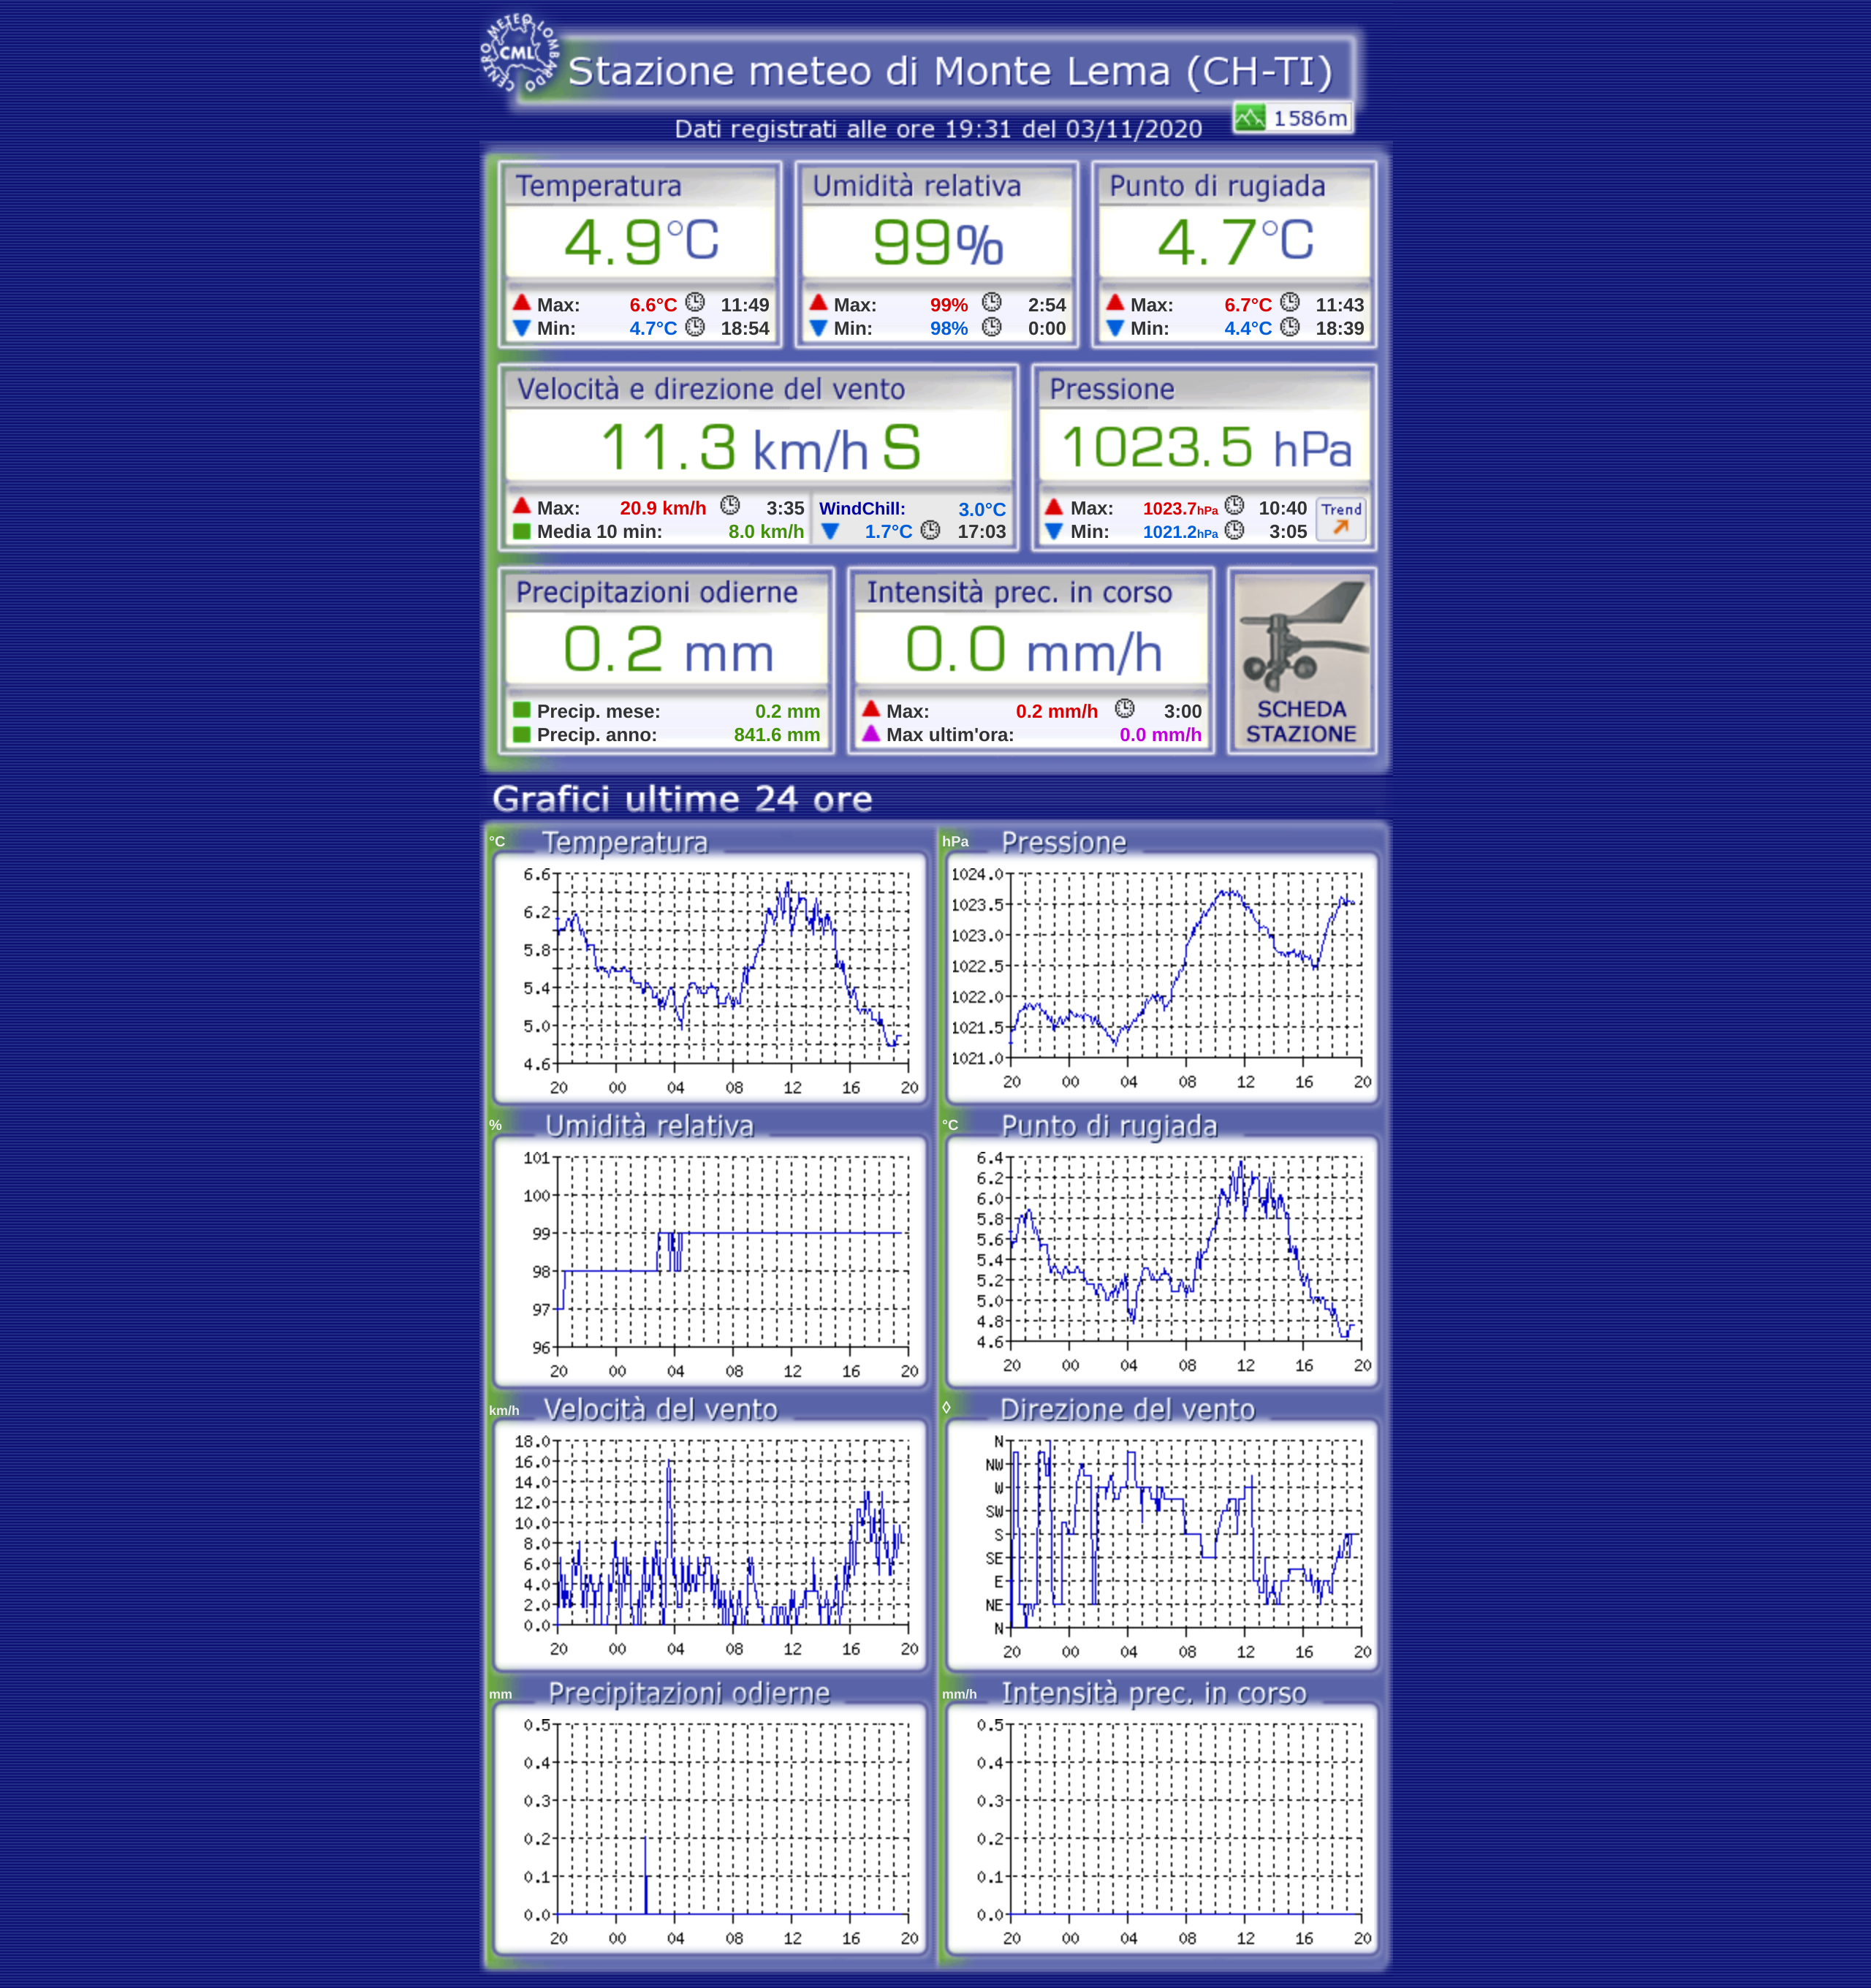 CENTRO METEO LOMBARDO
CML
Stazione meteo di Monte Lema (CH-TI)
1586m
Dati registrati alle ore 19:31 del 03/11/2020
Temperatura
4.9°C
Max: 6.6°C 11:49
Min: 4.7°C 18:54
Umidità relativa
99%
Max: 99% 2:54
Min: 98% 0:00
Punto di rugiada
4.7°C
Max: 6.7°C 11:43
Min: 4.4°C 18:39
Velocità e direzione del vento
11.3 km/h S
Max: 20.9 km/h 3:35
Media 10 min: 8.0 km/h
WindChill: 3.0°C
1.7°C 17:03
Pressione
1023.5 hPa
Max: 1023.7hPa 10:40
Min: 1021.2hPa 3:05
Trend
Precipitazioni odierne
0.2 mm
Precip. mese: 0.2 mm
Precip. anno: 841.6 mm
Intensità prec. in corso
0.0 mm/h
Max: 0.2 mm/h 3:00
Max ultim'ora: 0.0 mm/h
SCHEDA
STAZIONE
Grafici ultime 24 ore
°C Temperatura
6.6
6.2
5.8
5.4
5.0
4.6
20 00 04 08 12 16 20
hPa Pressione
1024.0
1023.5
1023.0
1022.5
1022.0
1021.5
1021.0
20 00 04 08 12 16 20
% Umidità relativa
101
100
99
98
97
96
20 00 04 08 12 16 20
°C Punto di rugiada
6.4
6.2
6.0
5.8
5.6
5.4
5.2
5.0
4.8
4.6
20 00 04 08 12 16 20
km/h Velocità del vento
18.0
16.0
14.0
12.0
10.0
8.0
6.0
4.0
2.0
0.0
20 00 04 08 12 16 20
◊ Direzione del vento
N
NW
W
SW
S
SE
E
NE
N
20 00 04 08 12 16 20
mm Precipitazioni odierne
0.5
0.4
0.3
0.2
0.1
0.0
20 00 04 08 12 16 20
mm/h Intensità prec. in corso
0.5
0.4
0.3
0.2
0.1
0.0
20 00 04 08 12 16 20